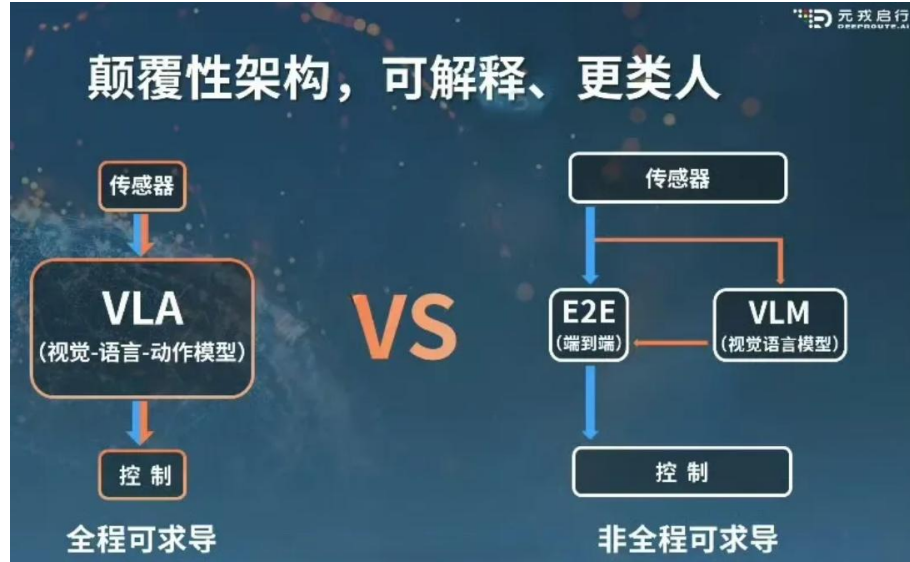 元戎启行
DEEPROUTE.AI
颠覆性架构，可解释、更类人
传感器
VLA
（视觉-语言-动作模型）
控 制
全程可求导
VS
传感器
E2E
（端到端）
VLM
（视觉语言模型）
控 制
非全程可求导